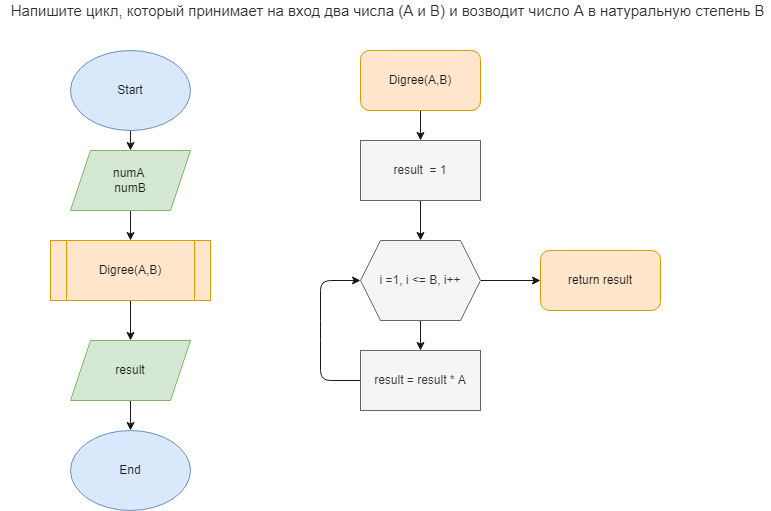 Напишите цикл, который принимает на вход два числа (A и B) и возводит число A в натуральную степень B
Start
numA
numB
Digree(A,B)
result
End
Digree(A,B)
result = 1
i =1, i <= B, i++
return result
result = result * A